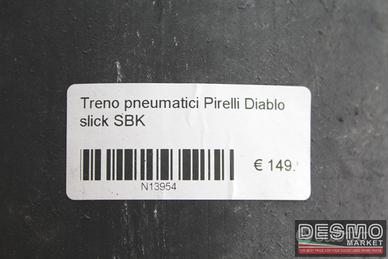 Treno pneumatici Pirelli Diablo
slick SBK
€ 149.
N13954
DESMO
MARKET